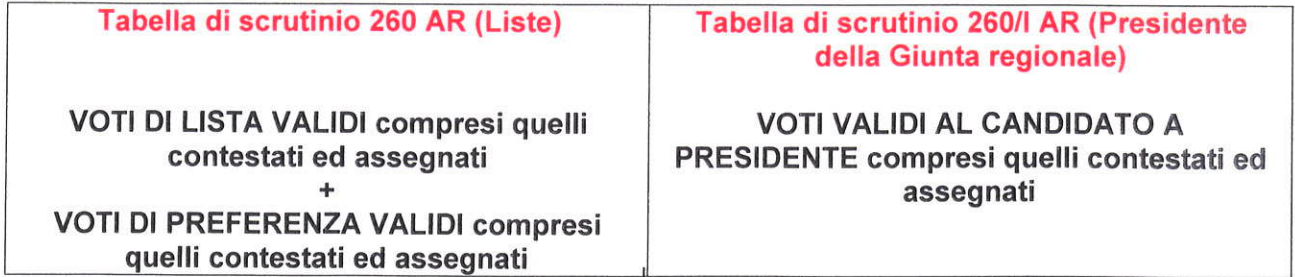 Tabella di scrutinio 260 AR (Liste)
VOTI DI LISTA VALIDI compresi quelli
contestati ed assegnati
+
VOTI DI PREFERENZA VALIDI compresi
quelli contestati ed assegnati
Tabella di scrutinio 260/I AR (Presidente
della Giunta regionale)
VOTI VALIDI AL CANDIDATO A
PRESIDENTE compresi quelli contestati ed
assegnati